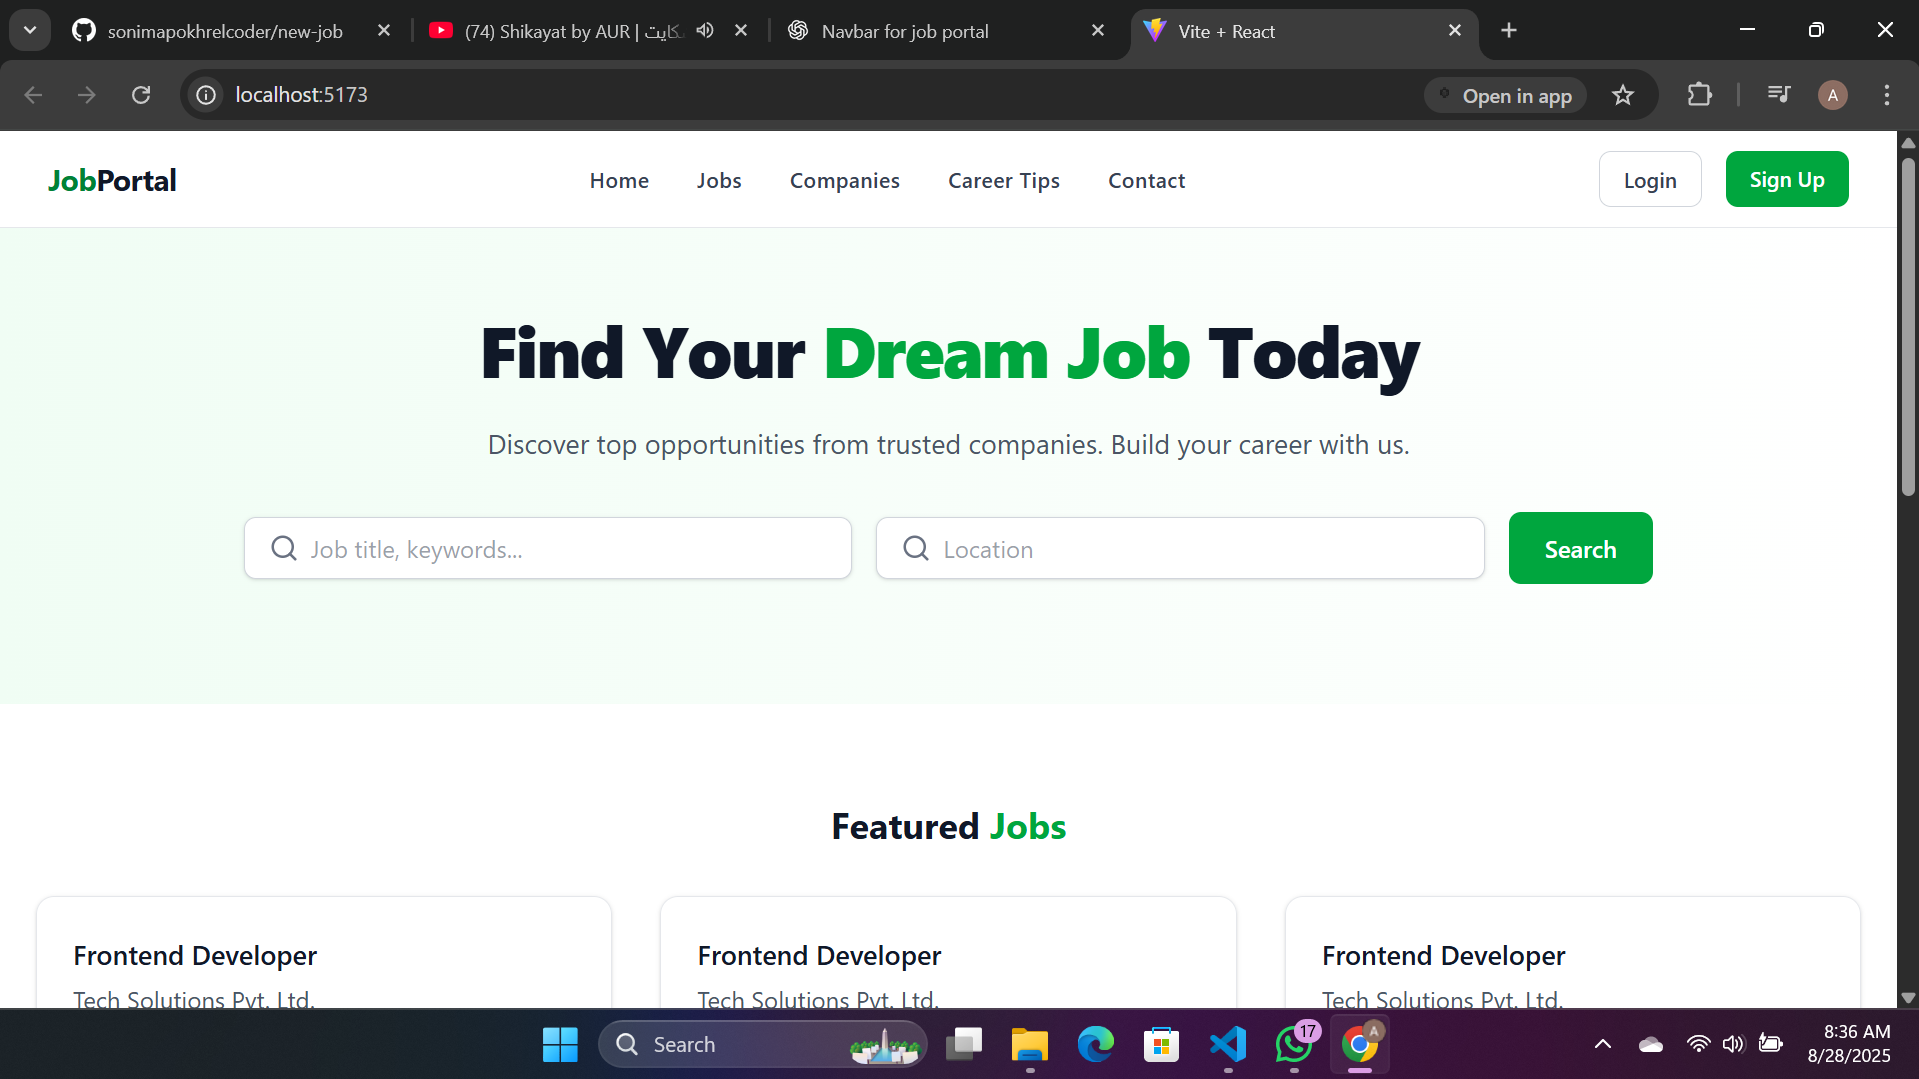 sonimapokhrelcoder/new-job
(74) Shikayat by AUR |
Navbar for job portal
Vite + React
localhost:5173
Open in app
A
JobPortal
Home
Jobs
Companies
Career Tips
Contact
Login
Sign Up
Find Your Dream Job Today
Discover top opportunities from trusted companies. Build your career with us.
Job title, keywords...
Location
Search
Featured Jobs
Frontend Developer
Tech Solutions Pvt. Ltd.
Frontend Developer
Tech Solutions Pvt. Ltd.
Frontend Developer
Tech Solutions Pvt. Ltd.
Search
17
A
8:36 AM
8/28/2025